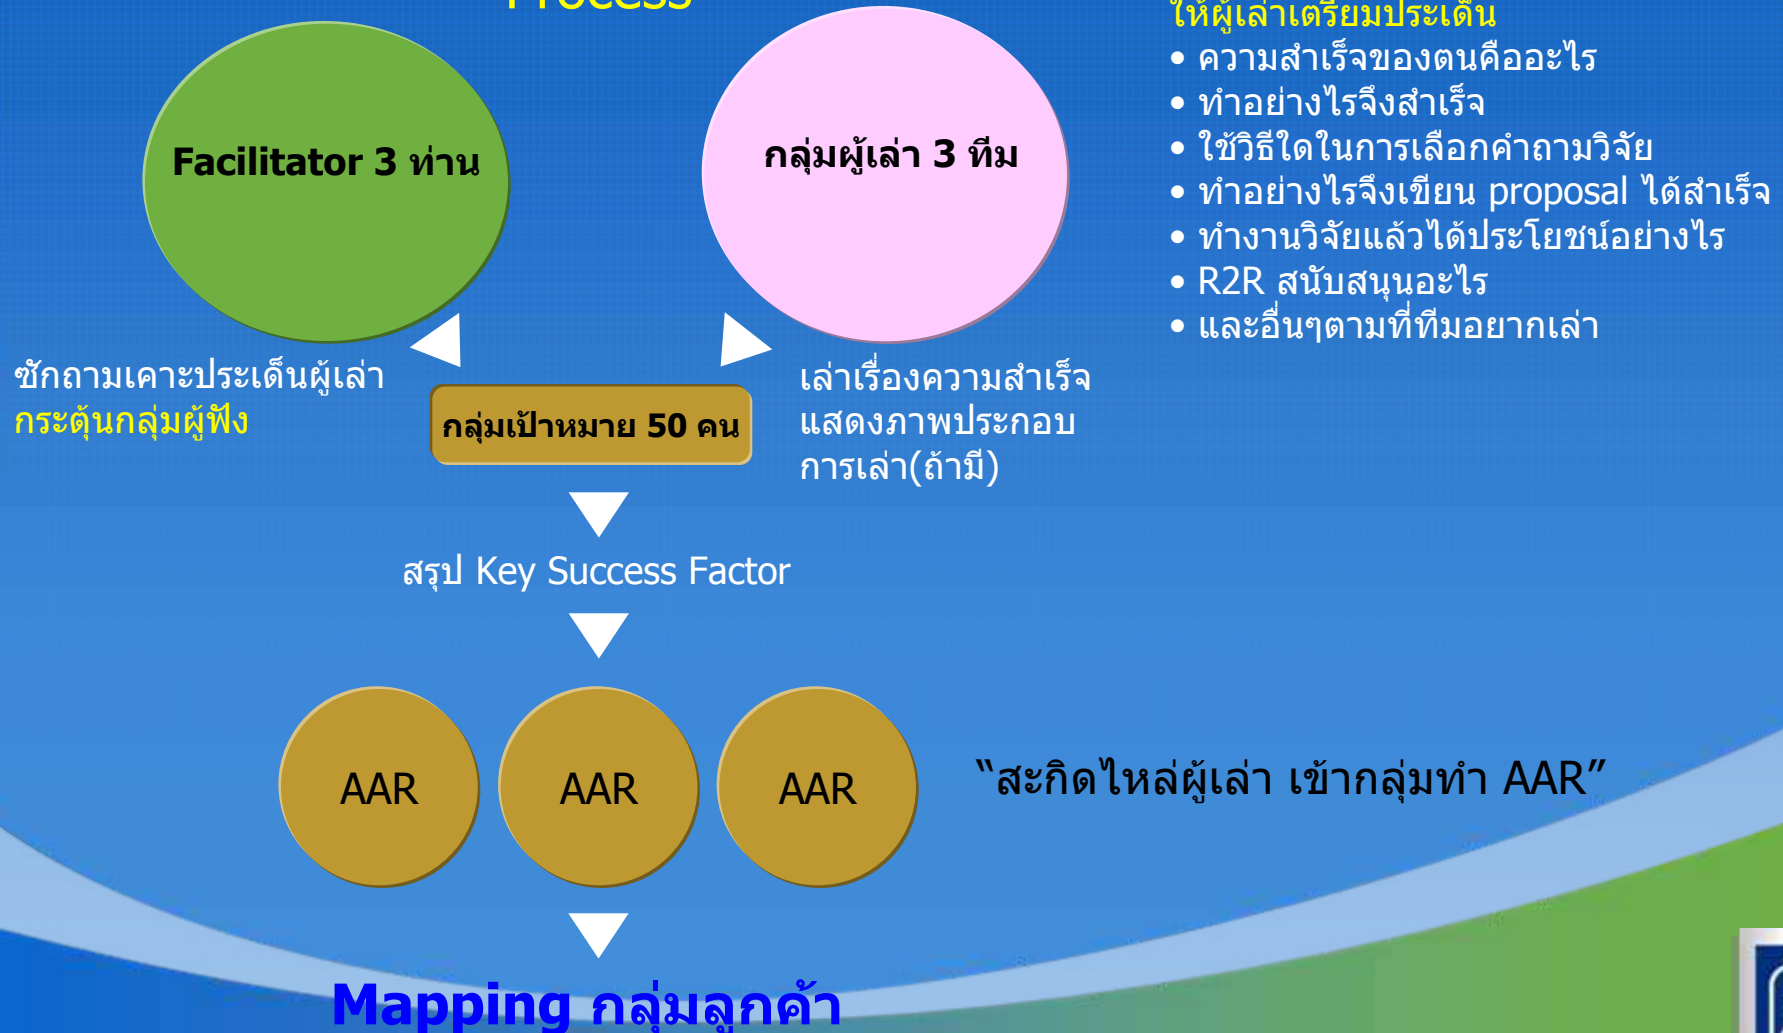 Process
ให้ผู้เล่าเตรียมประเด็น
• ความสำเร็จของตนคืออะไร
• ทำอย่างไรจึงสำเร็จ
• ใช้วิธีใดในการเลือกคำถามวิจัย
• ทำอย่างไรจึงเขียน proposal ได้สำเร็จ
• ทำงานวิจัยแล้วได้ประโยชน์อย่างไร
• R2R สนับสนุนอะไร
• และอื่นๆตามที่ทีมอยากเล่า
Facilitator 3 ท่าน
กลุ่มผู้เล่า 3 ทีม
ซักถามเคาะประเด็นผู้เล่า
กระตุ้นกลุ่มผู้ฟัง
กลุ่มเป้าหมาย 50 คน
เล่าเรื่องความสำเร็จ
แสดงภาพประกอบ
การเล่า(ถ้ามี)
สรุป Key Success Factor
AAR
AAR
AAR
“สะกิดไหล่ผู้เล่า เข้ากลุ่มทำ AAR”
Mapping กลุ่มลูกค้า